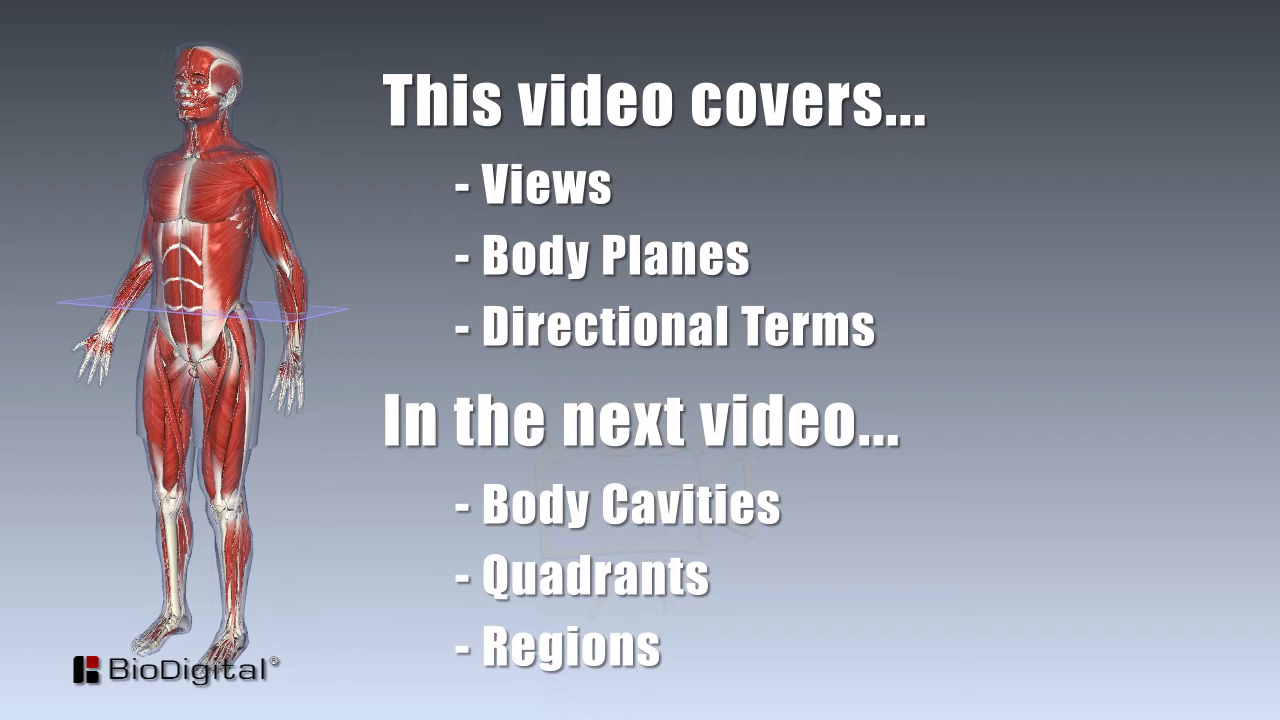 This video covers...
- Views
- Body Planes
- Directional Terms
In the next video...
- Body Cavities
- Quadrants
- Regions
BioDigital®